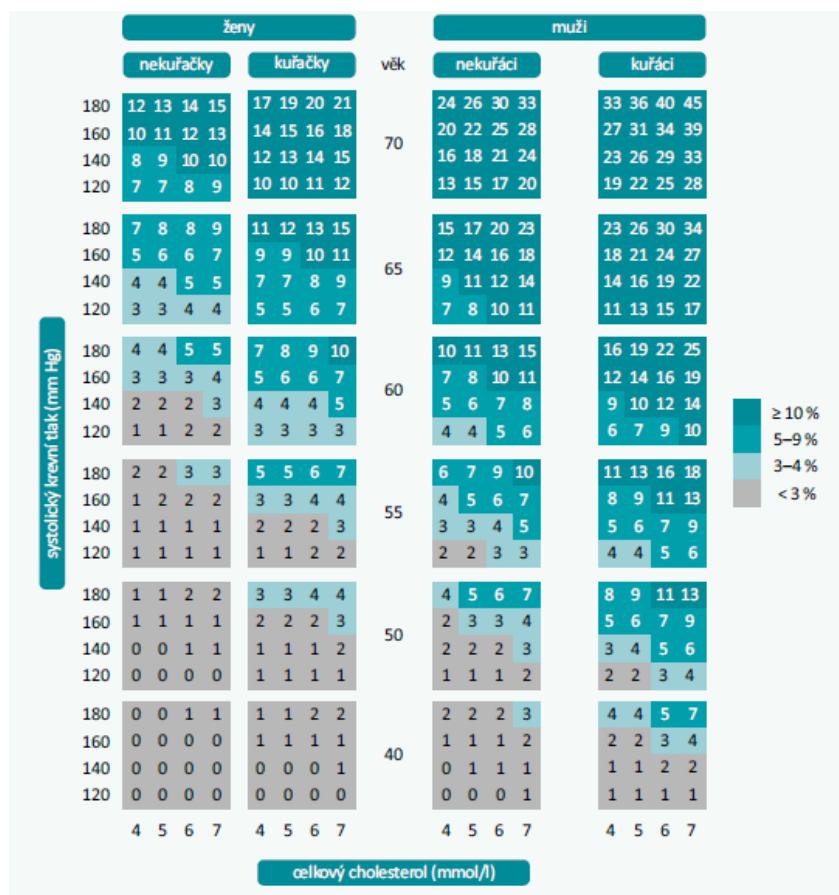 ženy muži
nekuřačky kuřačky věk nekuřáci kuřáci
180 12 13 14 15 17 19 20 21 24 26 30 33 33 36 40 45
160 10 11 12 13 14 15 16 18 20 22 25 28 27 31 34 39
70
140 8 9 10 10 12 13 14 15 16 18 21 24 23 26 29 33
120 7 7 8 9 10 10 11 12 13 15 17 20 19 22 25 28
180 7 8 8 9 11 12 13 15 15 17 20 23 23 26 30 34
160 5 6 6 7 9 9 10 11 12 14 16 18 18 21 24 27
65
140 4 4 5 5 7 7 8 9 9 11 12 14 14 16 19 22
120 3 3 4 4 5 5 6 7 7 8 10 11 11 13 15 17
systolický krevní tlak (mm Hg)
180 4 4 5 5 7 8 9 10 10 11 13 15 16 19 22 25
160 3 3 3 4 5 6 6 7 7 8 10 11 12 14 16 19
60
140 2 2 2 3 4 4 4 5 5 6 7 8 9 10 12 14
120 1 1 2 2 3 3 3 3 4 4 5 6 6 7 9 10
≥ 10 %
5–9 %
3–4 %
< 3 %
180 2 2 3 3 5 5 6 7 6 7 9 10 11 13 16 18
160 1 2 2 2 3 3 4 4 4 5 6 7 8 9 11 13
55
140 1 1 1 1 2 2 2 3 3 3 4 5 5 6 7 9
120 1 1 1 1 1 1 2 2 2 2 3 3 4 4 5 6
180 1 1 2 2 3 3 4 4 4 5 6 7 8 9 11 13
160 1 1 1 1 2 2 2 3 2 3 3 4 5 6 7 9
50
140 0 0 1 1 1 1 1 2 2 2 2 3 3 4 5 6
120 0 0 0 0 1 1 1 1 1 1 1 2 2 2 3 4
180 0 0 1 1 1 1 2 2 2 2 2 3 4 4 5 7
160 0 0 0 0 1 1 1 1 1 1 1 2 2 2 3 4
40
140 0 0 0 0 0 0 0 1 0 1 1 1 1 1 2 2
120 0 0 0 0 0 0 0 0 0 0 0 1 1 1 1 1
4 5 6 7 4 5 6 7 4 5 6 7 4 5 6 7
celkový cholesterol (mmol/l)